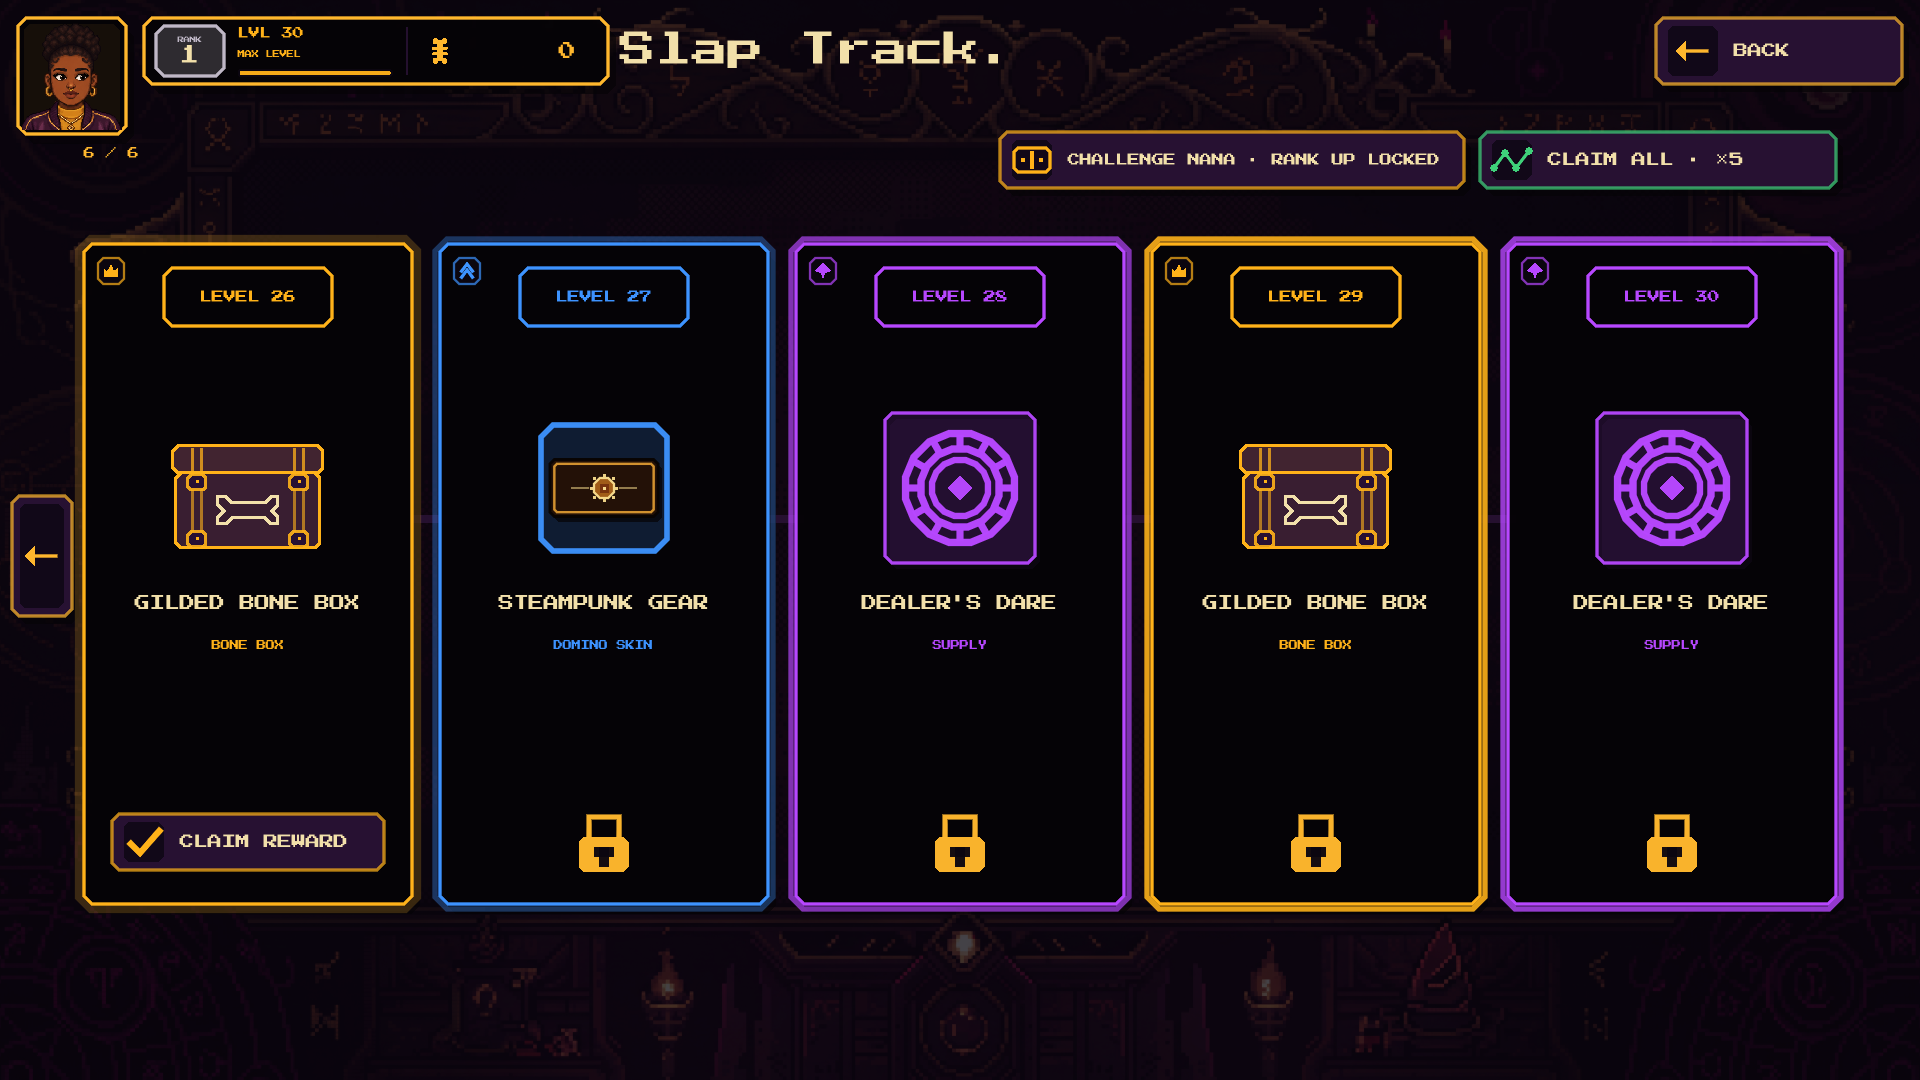 RANK
1
LVL 30
MAX LEVEL
0
Slap Track.
BACK
6 / 6
CHALLENGE NANA · RANK UP LOCKED
CLAIM ALL · ×5
LEVEL 26
LEVEL 27
LEVEL 28
LEVEL 29
LEVEL 30
GILDED BONE BOX
STEAMPUNK GEAR
DEALER'S DARE
GILDED BONE BOX
DEALER'S DARE
BONE BOX
DOMINO SKIN
SUPPLY
BONE BOX
SUPPLY
CLAIM REWARD